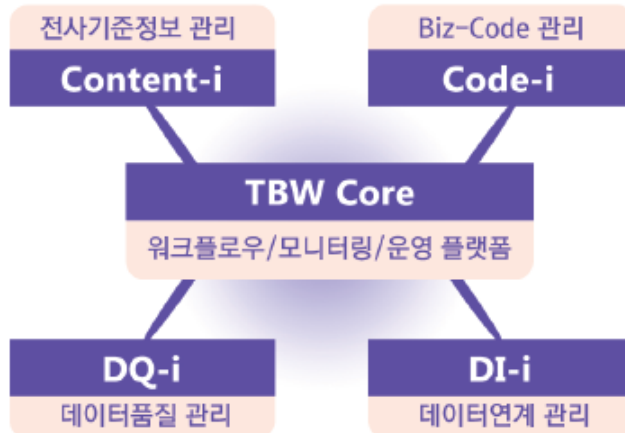 전사기준정보 관리
Content-i
Biz-Code 관리
Code-i
TBW Core
워크플로우/모니터링/운영 플랫폼
DQ-i
데이터품질 관리
DI-i
데이터연계 관리